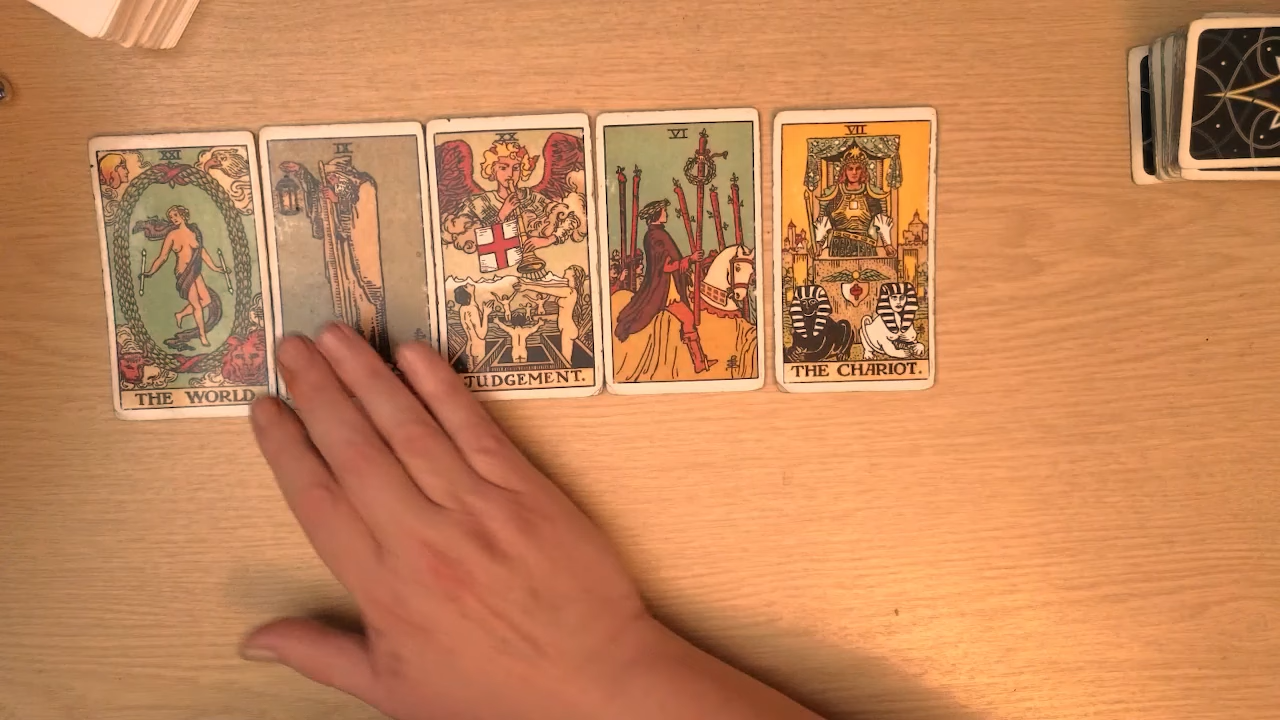 XXI
THE WORLD
IX
XX
JUDGEMENT.
VI
VII
THE CHARIOT.